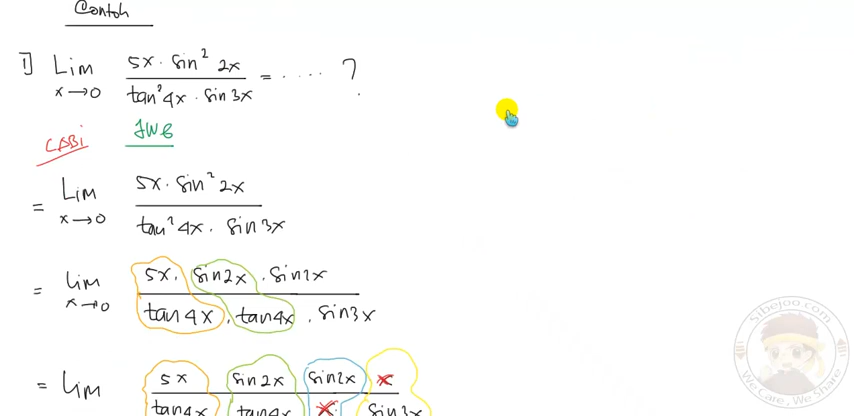 Contoh
1] Lim x→0 5x · sin² 2x / tan² 4x · sin 3x = ..... ?
CABI JWB
= Lim x→0 5x · sin² 2x / tan² 4x · sin 3x
= Lim x→0 5x · sin 2x · sin 2x / tan 4x · tan 4x · sin 3x
= Lim 5x / tan 4x sin 2x / tan 4x sin 2x / x x / sin 3x
Sibejoo.com
We Care, We Share